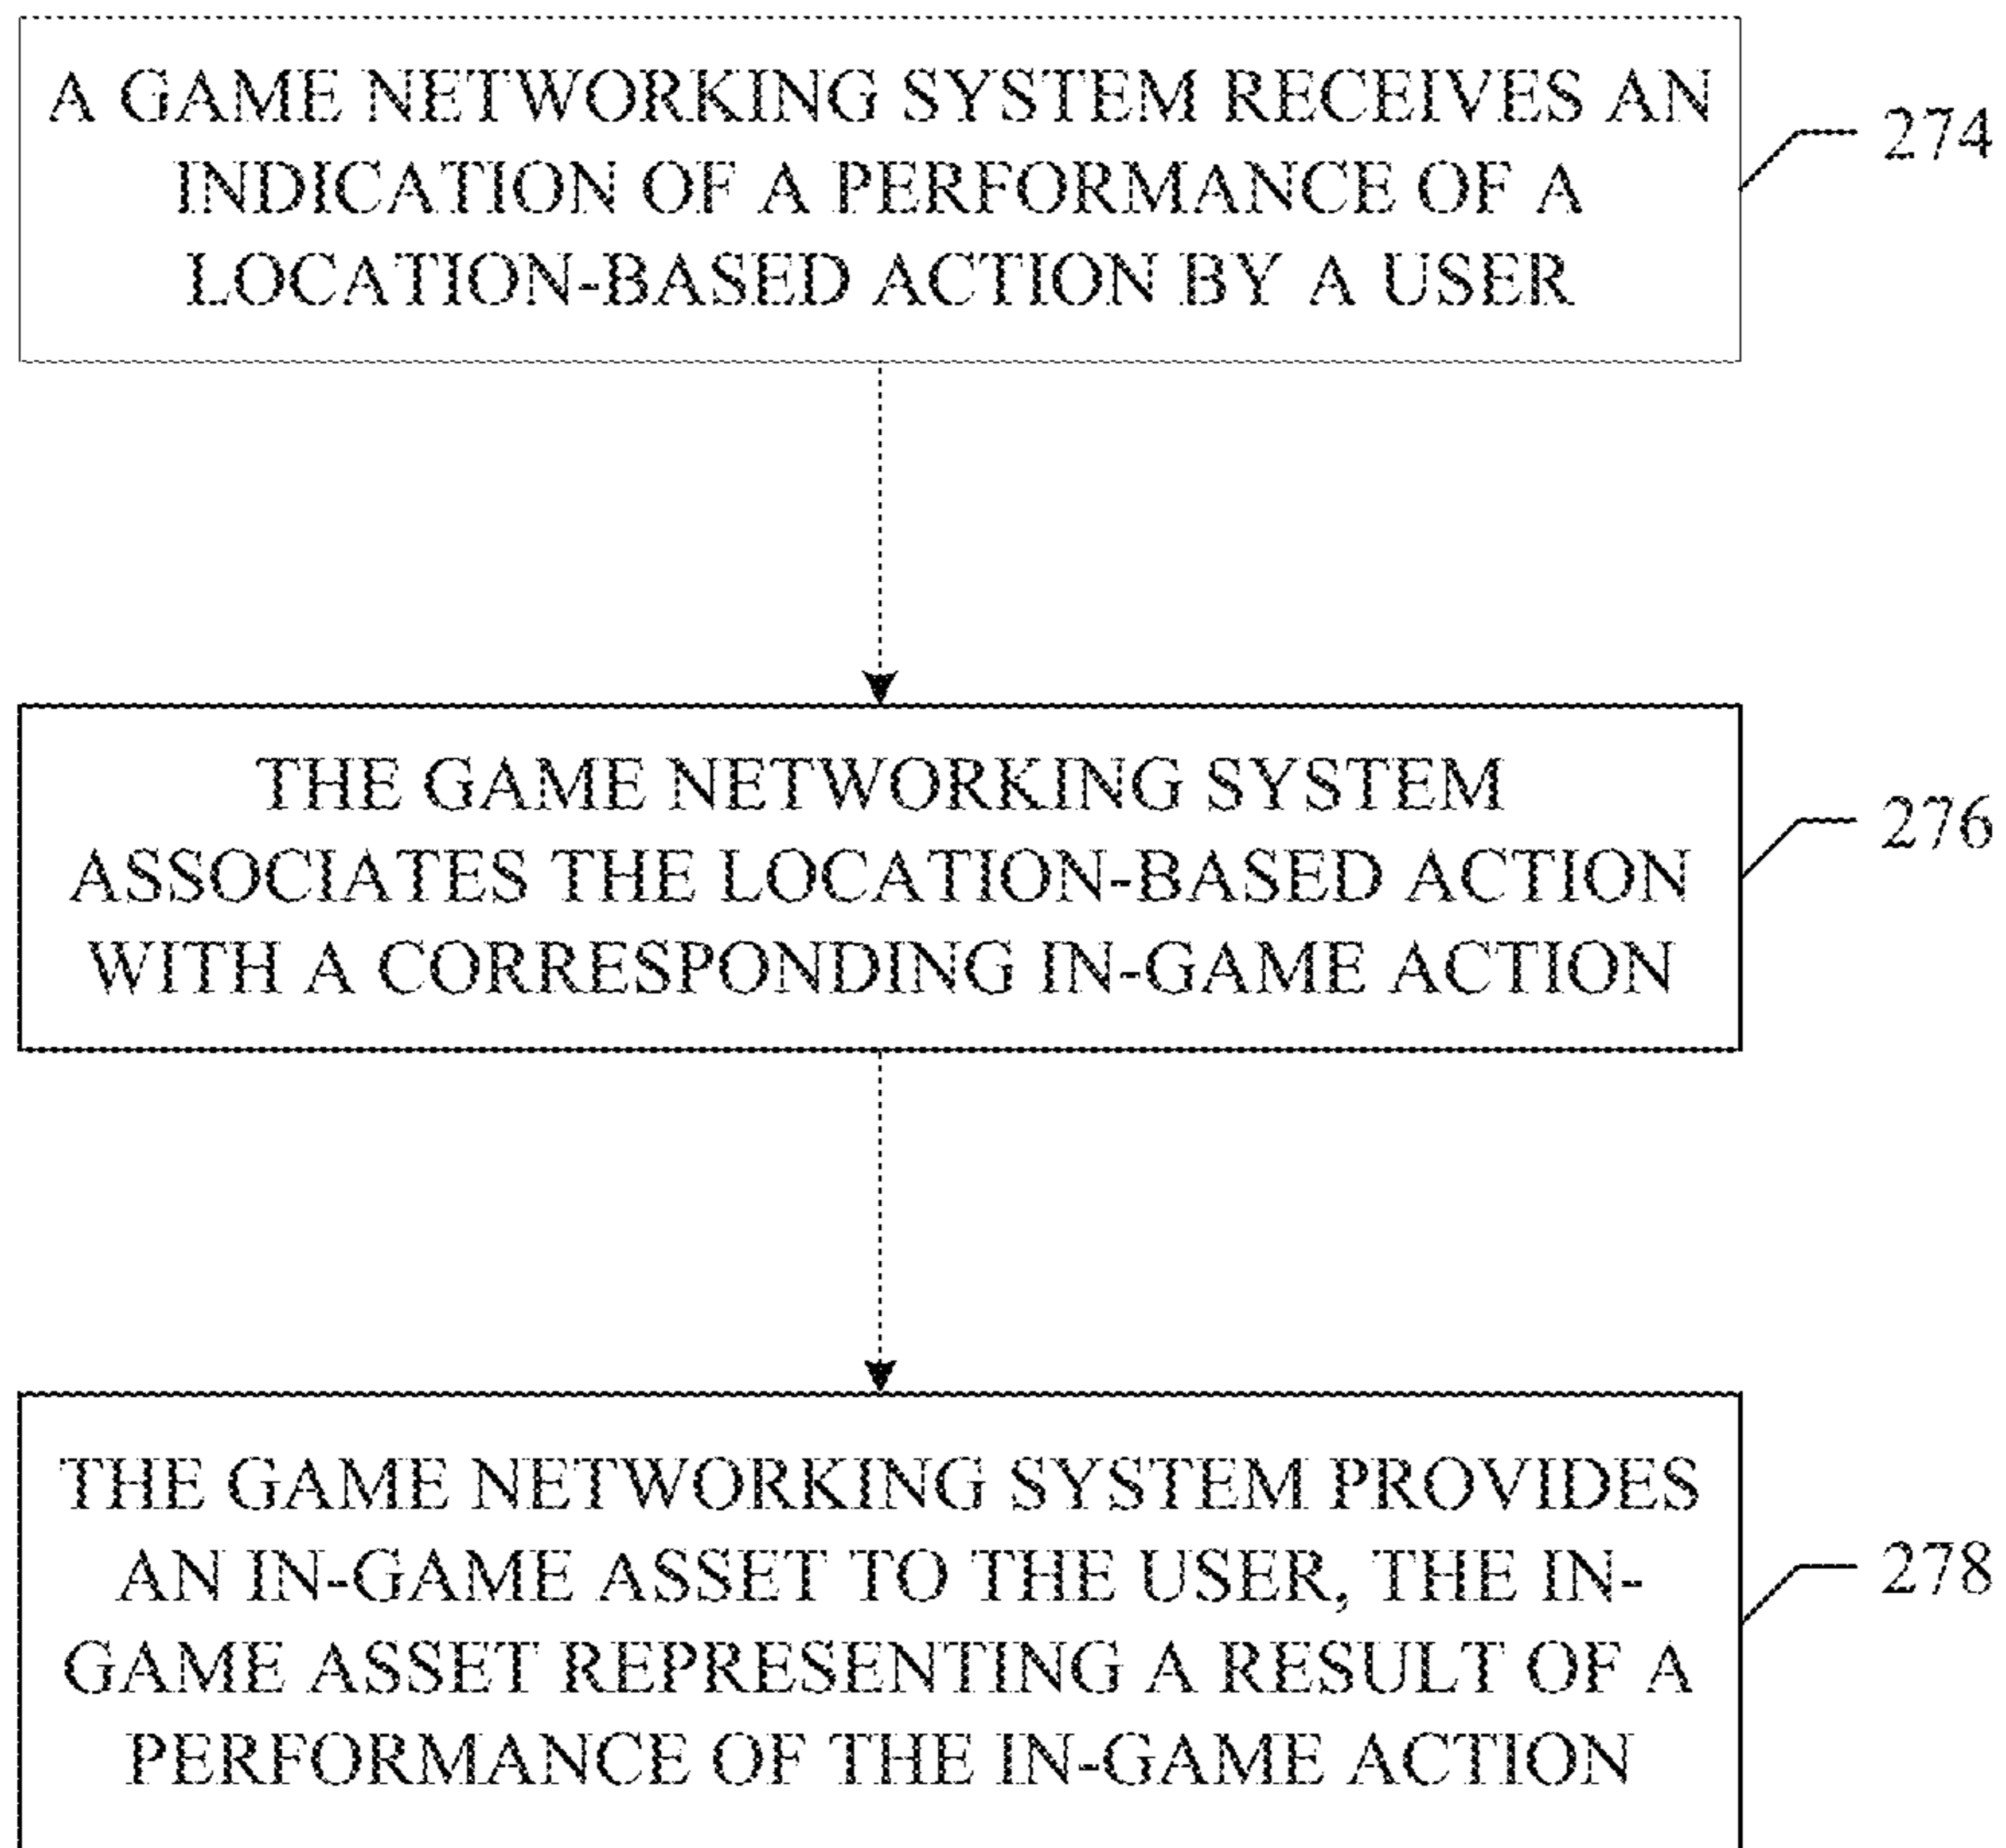 A GAME NETWORKING SYSTEM RECEIVES AN
INDICATION OF A PERFORMANCE OF A
LOCATION-BASED ACTION BY A USER
274
THE GAME NETWORKING SYSTEM
ASSOCIATES THE LOCATION-BASED ACTION
WITH A CORRESPONDING IN-GAME ACTION
276
THE GAME NETWORKING SYSTEM PROVIDES
AN IN-GAME ASSET TO THE USER, THE IN-
GAME ASSET REPRESENTING A RESULT OF A
PERFORMANCE OF THE IN-GAME ACTION
278